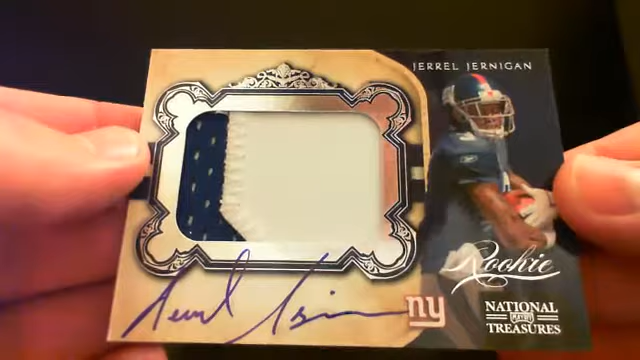 JERREL JERNIGAN
Rookie
ny
NATIONAL
TREASURES